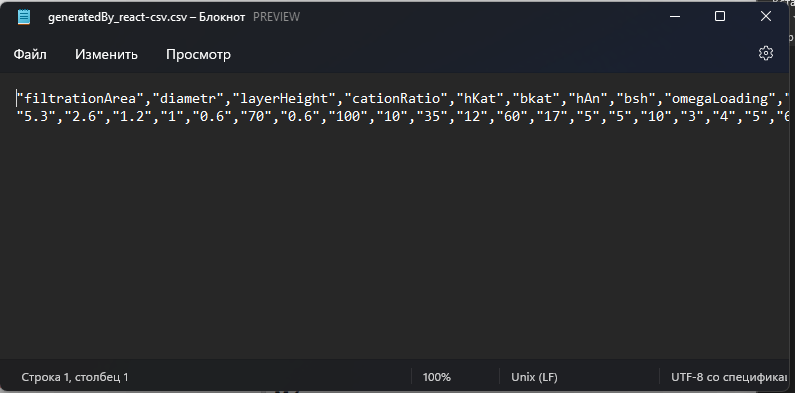 generatedBy_react-csv.csv – Блокнот PREVIEW
Файл Изменить Просмотр
"filtrationArea","diametr","layerHeight","cationRatio","hKat","bkat","hAn","bsh","omegaLoading","
"5.3","2.6","1.2","1","0.6","70","0.6","100","10","35","12","60","17","5","5","10","3","4","5","6
Строка 1, столбец 1 100% Unix (LF) UTF-8 со специфика